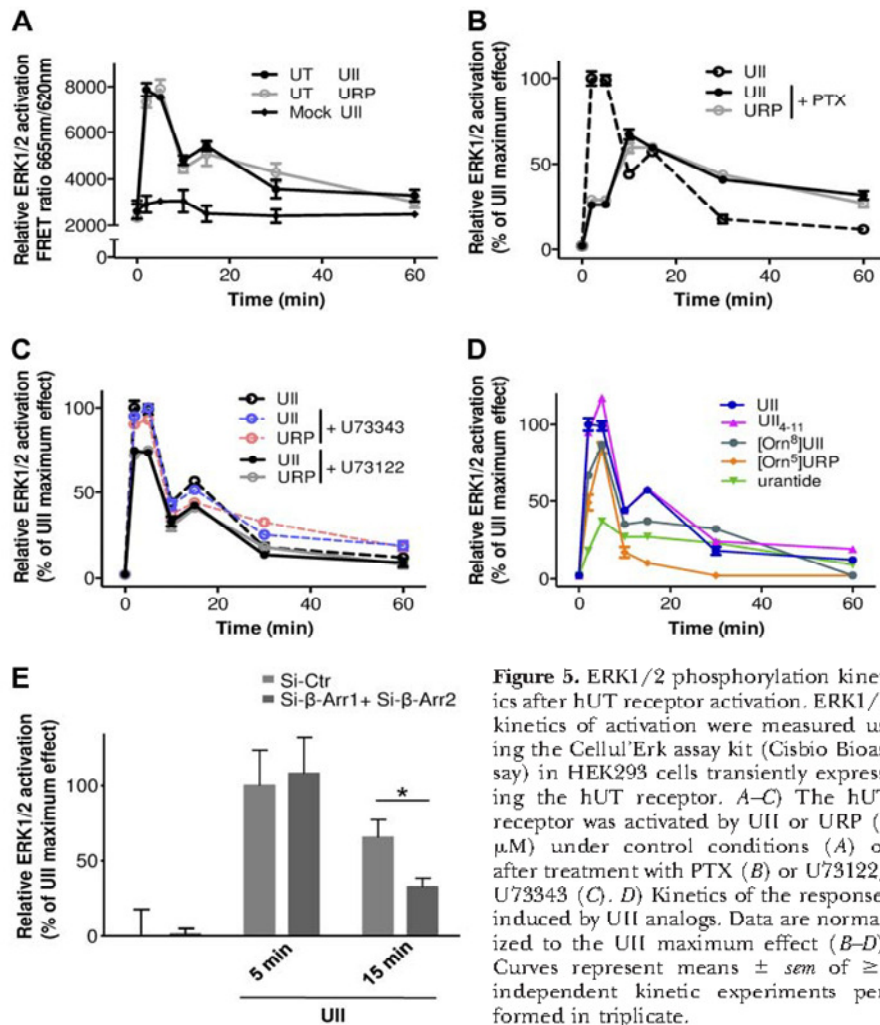 A
Relative ERK1/2 activation
FRET ratio 665nm/620nm
8000
6000
4000
2000
0
0
20
40
60
Time (min)
UT UII
UT URP
Mock UII
B
Relative ERK1/2 activation
(% of UII maximum effect)
100
50
0
0
20
40
60
Time (min)
UII
UII
URP
+ PTX
C
Relative ERK1/2 activation
(% of UII maximum effect)
100
50
0
0
20
40
60
Time (min)
UII
UII
URP
+ U73343
UII
URP
+ U73122
D
Relative ERK1/2 activation
(% of UII maximum effect)
100
50
0
0
20
40
60
Time (min)
UII
UII4-11
[Orn8]UII
[Orn5]URP
urantide
E
Relative ERK1/2 activation
(% of UII maximum effect)
100
50
0
Si-Ctr
Si-β-Arr1+ Si-β-Arr2
*
5 min
15 min
UII
Figure 5. ERK1/2 phosphorylation kinet
ics after hUT receptor activation. ERK1/
kinetics of activation were measured us
ing the Cellul'Erk assay kit (Cisbio Bioas
say) in HEK293 cells transiently express
ing the hUT receptor. A–C) The hUT
receptor was activated by UII or URP (
μM) under control conditions (A) o
after treatment with PTX (B) or U73122,
U73343 (C). D) Kinetics of the response
induced by UII analogs. Data are normal
ized to the UII maximum effect (B–D)
Curves represent means ± sem of ≥
independent kinetic experiments per
formed in triplicate.